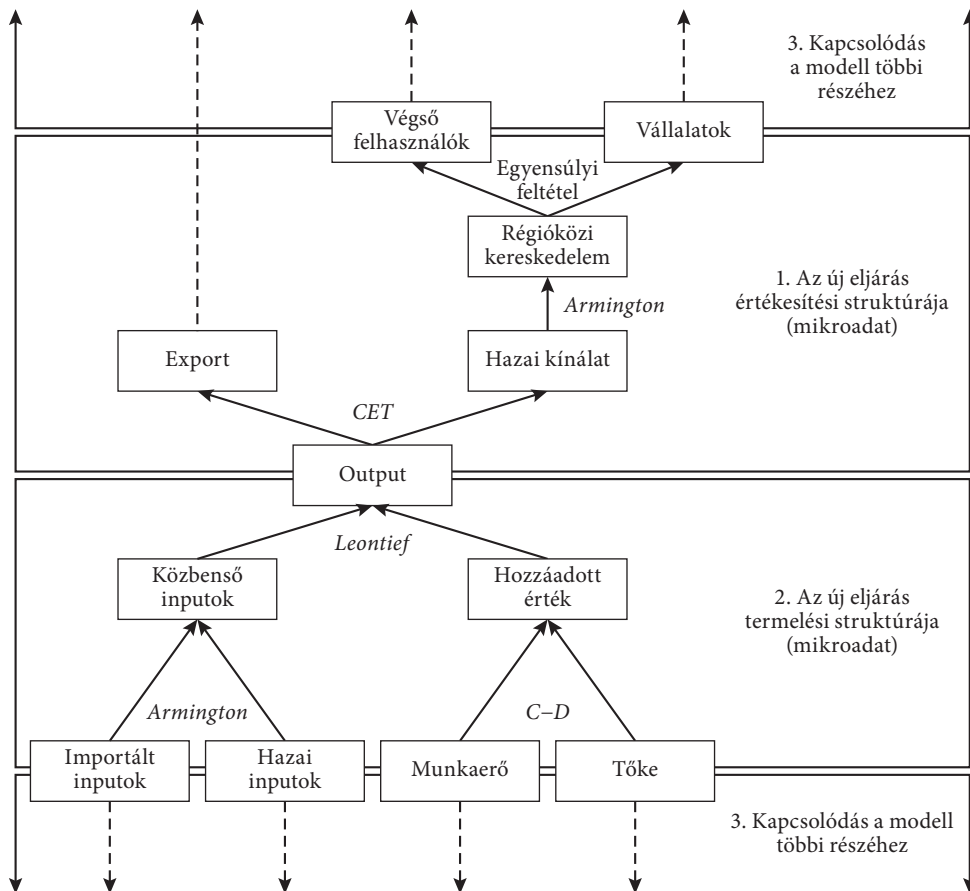 3. Kapcsolódás
a modell többi
részéhez
Végső
felhasználók
Vállalatok
Egyensúlyi
feltétel
Régióközi
kereskedelem
1. Az új eljárás
értékesítési struktúrája
(mikroadat)
Armington
Export
Hazai kínálat
CET
Output
Leontief
Közbenső
inputok
Hozzáadott
érték
2. Az új eljárás
termelési struktúrája
(mikroadat)
Armington
C–D
Importált
inputok
Hazai
inputok
Munkaerő
Tőke
3. Kapcsolódás a modell
többi részéhez